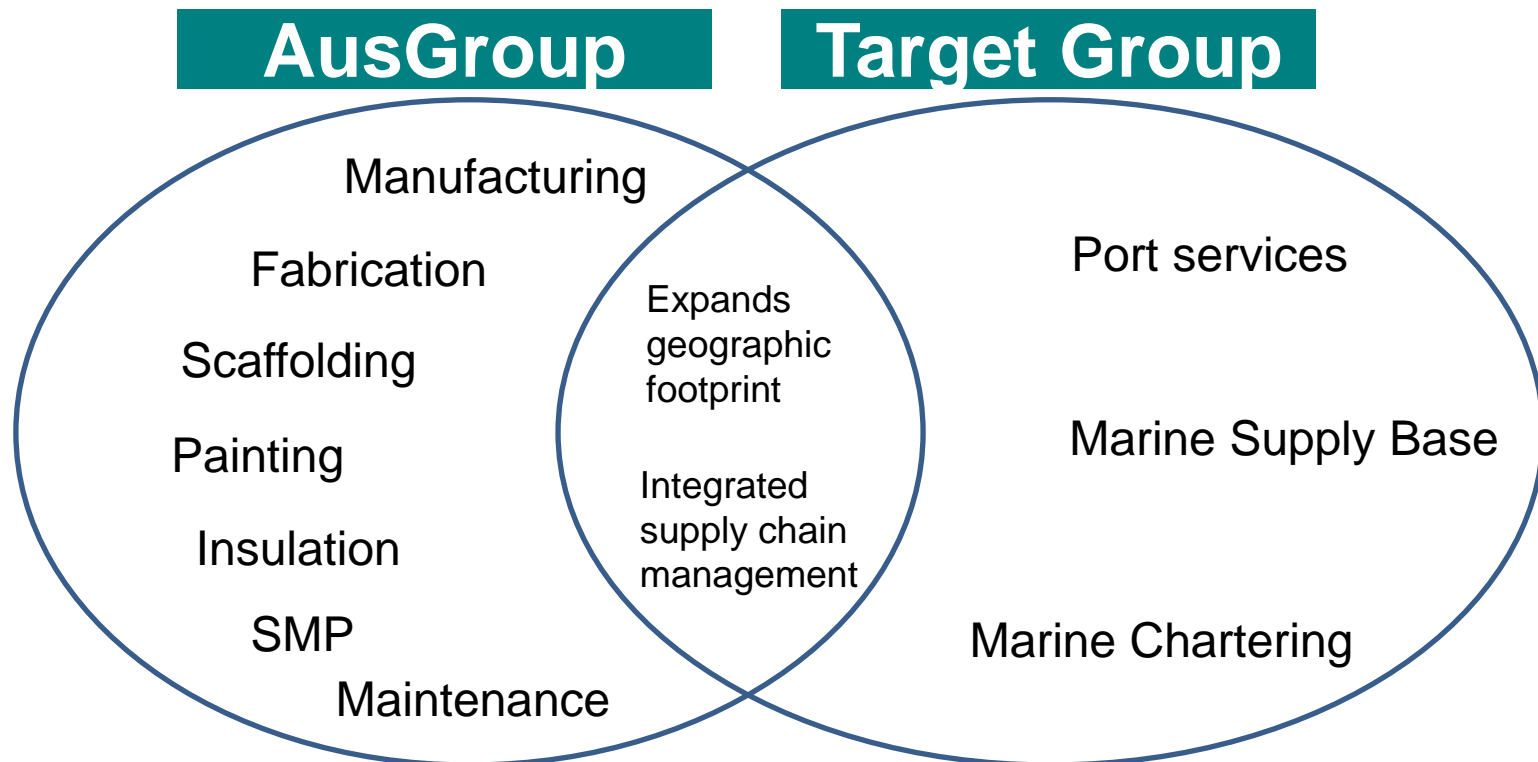 AusGroup
Target Group
Manufacturing
Fabrication
Scaffolding
Painting
Insulation
SMP
Maintenance
Expands
geographic
footprint
Integrated
supply chain
management
Port services
Marine Supply Base
Marine Chartering